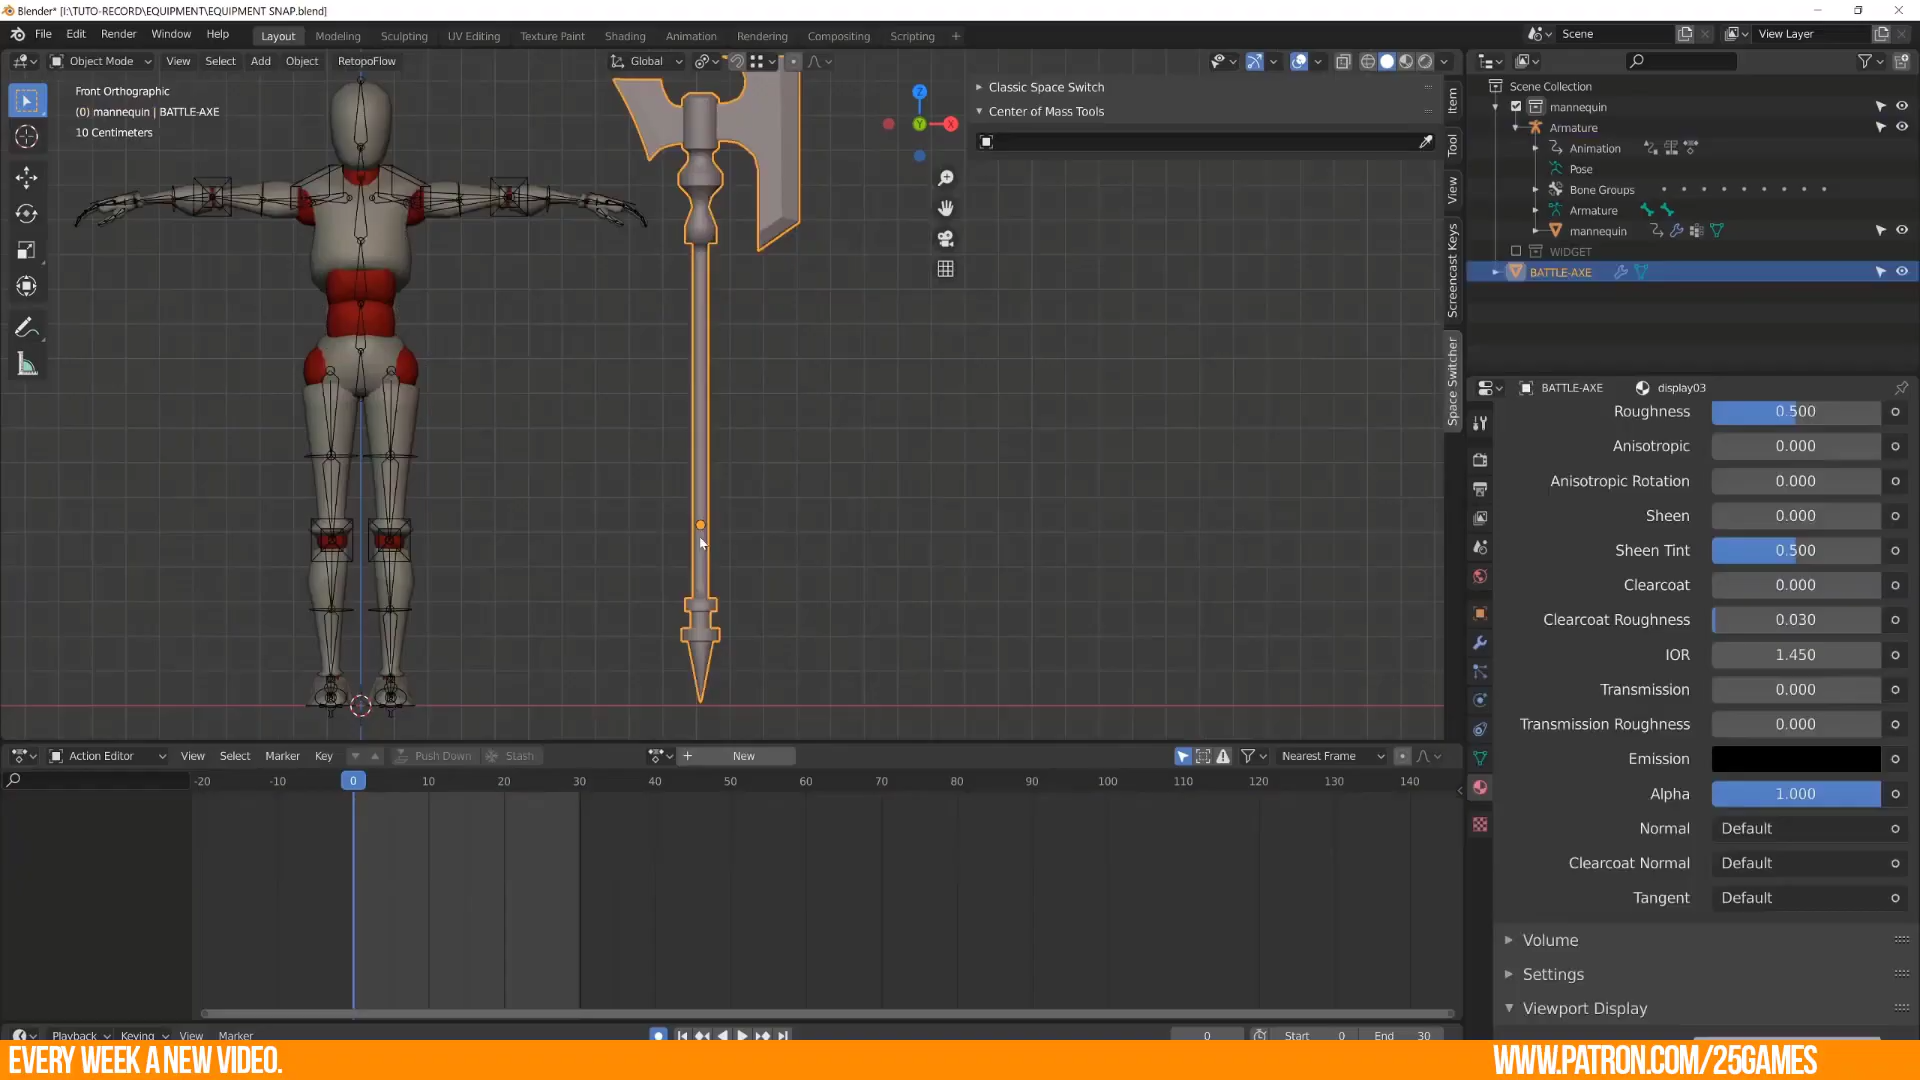 Blender* [I:\TUTO-RECORD\EQUIPMENT\EQUIPMENT SNAP.blend]
File Edit Render Window Help Layout Modeling Sculpting UV Editing Texture Paint Shading Animation Rendering Compositing Scripting + Scene View Layer
Object Mode View Select Add Object RetopoFlow Global
Front Orthographic
(0) mannequin | BATTLE-AXE
10 Centimeters
Z
X
Y
Classic Space Switch
Center of Mass Tools
Item
Tool
View
Screencast Keys
Space Switcher
Scene Collection
mannequin
Armature
Animation
Pose
Bone Groups
Armature
mannequin
WIDGET
BATTLE-AXE
BATTLE-AXE display03
Roughness 0.500
Anisotropic 0.000
Anisotropic Rotation 0.000
Sheen 0.000
Sheen Tint 0.500
Clearcoat 0.000
Clearcoat Roughness 0.030
IOR 1.450
Transmission 0.000
Transmission Roughness 0.000
Emission
Alpha 1.000
Normal Default
Clearcoat Normal Default
Tangent Default
Volume
Settings
Viewport Display
Action Editor View Select Marker Key Push Down Stash + New Nearest Frame
-20 -10 0 10 20 30 40 50 60 70 80 90 100 110 120 130 140
Playback Keying View Marker 0 Start 0 End 30
EVERY WEEK A NEW VIDEO.
WWW.PATRON.COM/25GAMES